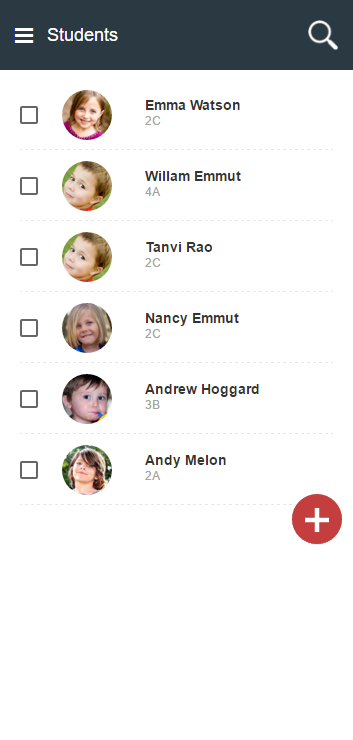 Students
Emma Watson
2C
Willam Emmut
4A
Tanvi Rao
2C
Nancy Emmut
2C
Andrew Hoggard
3B
Andy Melon
2A